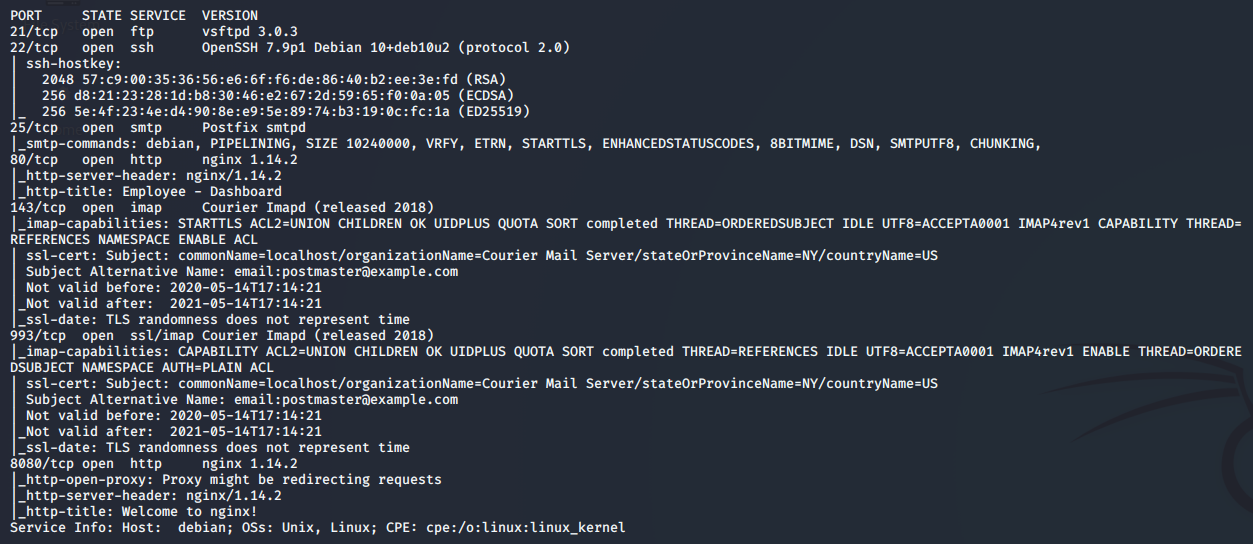 PORT     STATE SERVICE  VERSION
21/tcp   open  ftp      vsftpd 3.0.3
22/tcp   open  ssh      OpenSSH 7.9p1 Debian 10+deb10u2 (protocol 2.0)
| ssh-hostkey:
|   2048 57:c9:00:35:36:56:e6:6f:f6:de:86:40:b2:ee:3e:fd (RSA)
|   256 d8:21:23:28:1d:b8:30:46:e2:67:2d:59:65:f0:0a:05 (ECDSA)
|_  256 5e:4f:23:4e:d4:90:8e:e9:5e:89:74:b3:19:0c:fc:1a (ED25519)
25/tcp   open  smtp     Postfix smtpd
|_smtp-commands: debian, PIPELINING, SIZE 10240000, VRFY, ETRN, STARTTLS, ENHANCEDSTATUSCODES, 8BITMIME, DSN, SMTPUTF8, CHUNKING,
80/tcp   open  http     nginx 1.14.2
|_http-server-header: nginx/1.14.2
|_http-title: Employee - Dashboard
143/tcp  open  imap     Courier Imapd (released 2018)
|_imap-capabilities: STARTTLS ACL2=UNION CHILDREN OK UIDPLUS QUOTA SORT completed THREAD=ORDEREDSUBJECT IDLE UTF8=ACCEPTA0001 IMAP4rev1 CAPABILITY THREAD=
REFERENCES NAMESPACE ENABLE ACL
| ssl-cert: Subject: commonName=localhost/organizationName=Courier Mail Server/stateOrProvinceName=NY/countryName=US
| Subject Alternative Name: email:postmaster@example.com
| Not valid before: 2020-05-14T17:14:21
|_Not valid after:  2021-05-14T17:14:21
|_ssl-date: TLS randomness does not represent time
993/tcp  open  ssl/imap Courier Imapd (released 2018)
|_imap-capabilities: CAPABILITY ACL2=UNION CHILDREN OK UIDPLUS QUOTA SORT completed THREAD=REFERENCES IDLE UTF8=ACCEPTA0001 IMAP4rev1 ENABLE THREAD=ORDERE
DSUBJECT NAMESPACE AUTH=PLAIN ACL
| ssl-cert: Subject: commonName=localhost/organizationName=Courier Mail Server/stateOrProvinceName=NY/countryName=US
| Subject Alternative Name: email:postmaster@example.com
| Not valid before: 2020-05-14T17:14:21
|_Not valid after:  2021-05-14T17:14:21
|_ssl-date: TLS randomness does not represent time
8080/tcp open  http     nginx 1.14.2
|_http-open-proxy: Proxy might be redirecting requests
|_http-server-header: nginx/1.14.2
|_http-title: Welcome to nginx!
Service Info: Host:  debian; OSs: Unix, Linux; CPE: cpe:/o:linux:linux_kernel